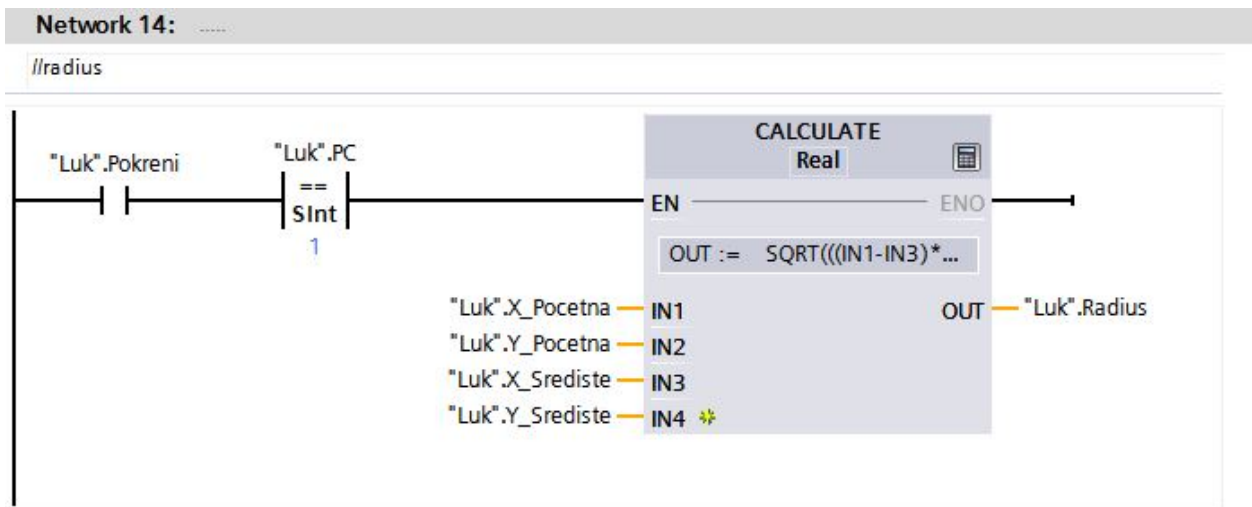 Network 14: .....
//radius
CALCULATE
Real
"Luk".Pokreni
"Luk".PC
==
SInt
1
EN
ENO
OUT := SQRT(((IN1-IN3)*...
"Luk".X_Pocetna IN1
OUT "Luk".Radius
"Luk".Y_Pocetna IN2
"Luk".X_Srediste IN3
"Luk".Y_Srediste IN4